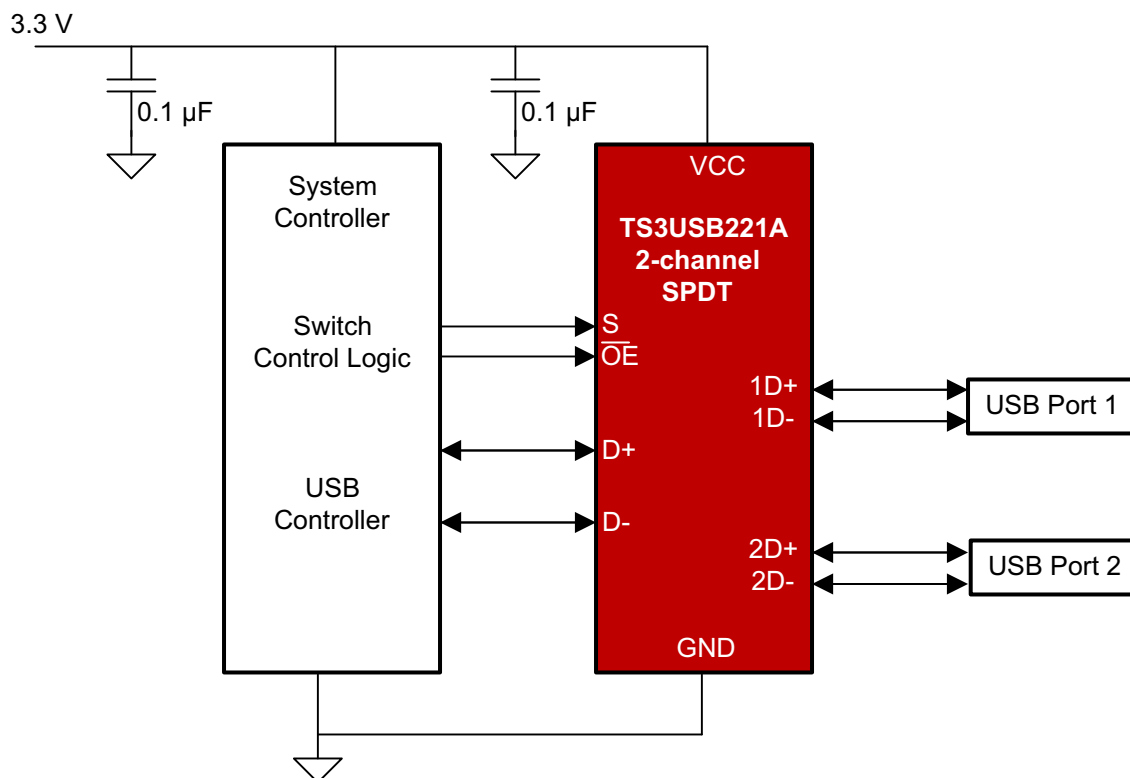 3.3 V
0.1 µF
0.1 µF
System
Controller
Switch
Control Logic
USB
Controller
VCC
TS3USB221A
2-channel
SPDT
S
OE
D+
D-
1D+
1D-
2D+
2D-
GND
USB Port 1
USB Port 2